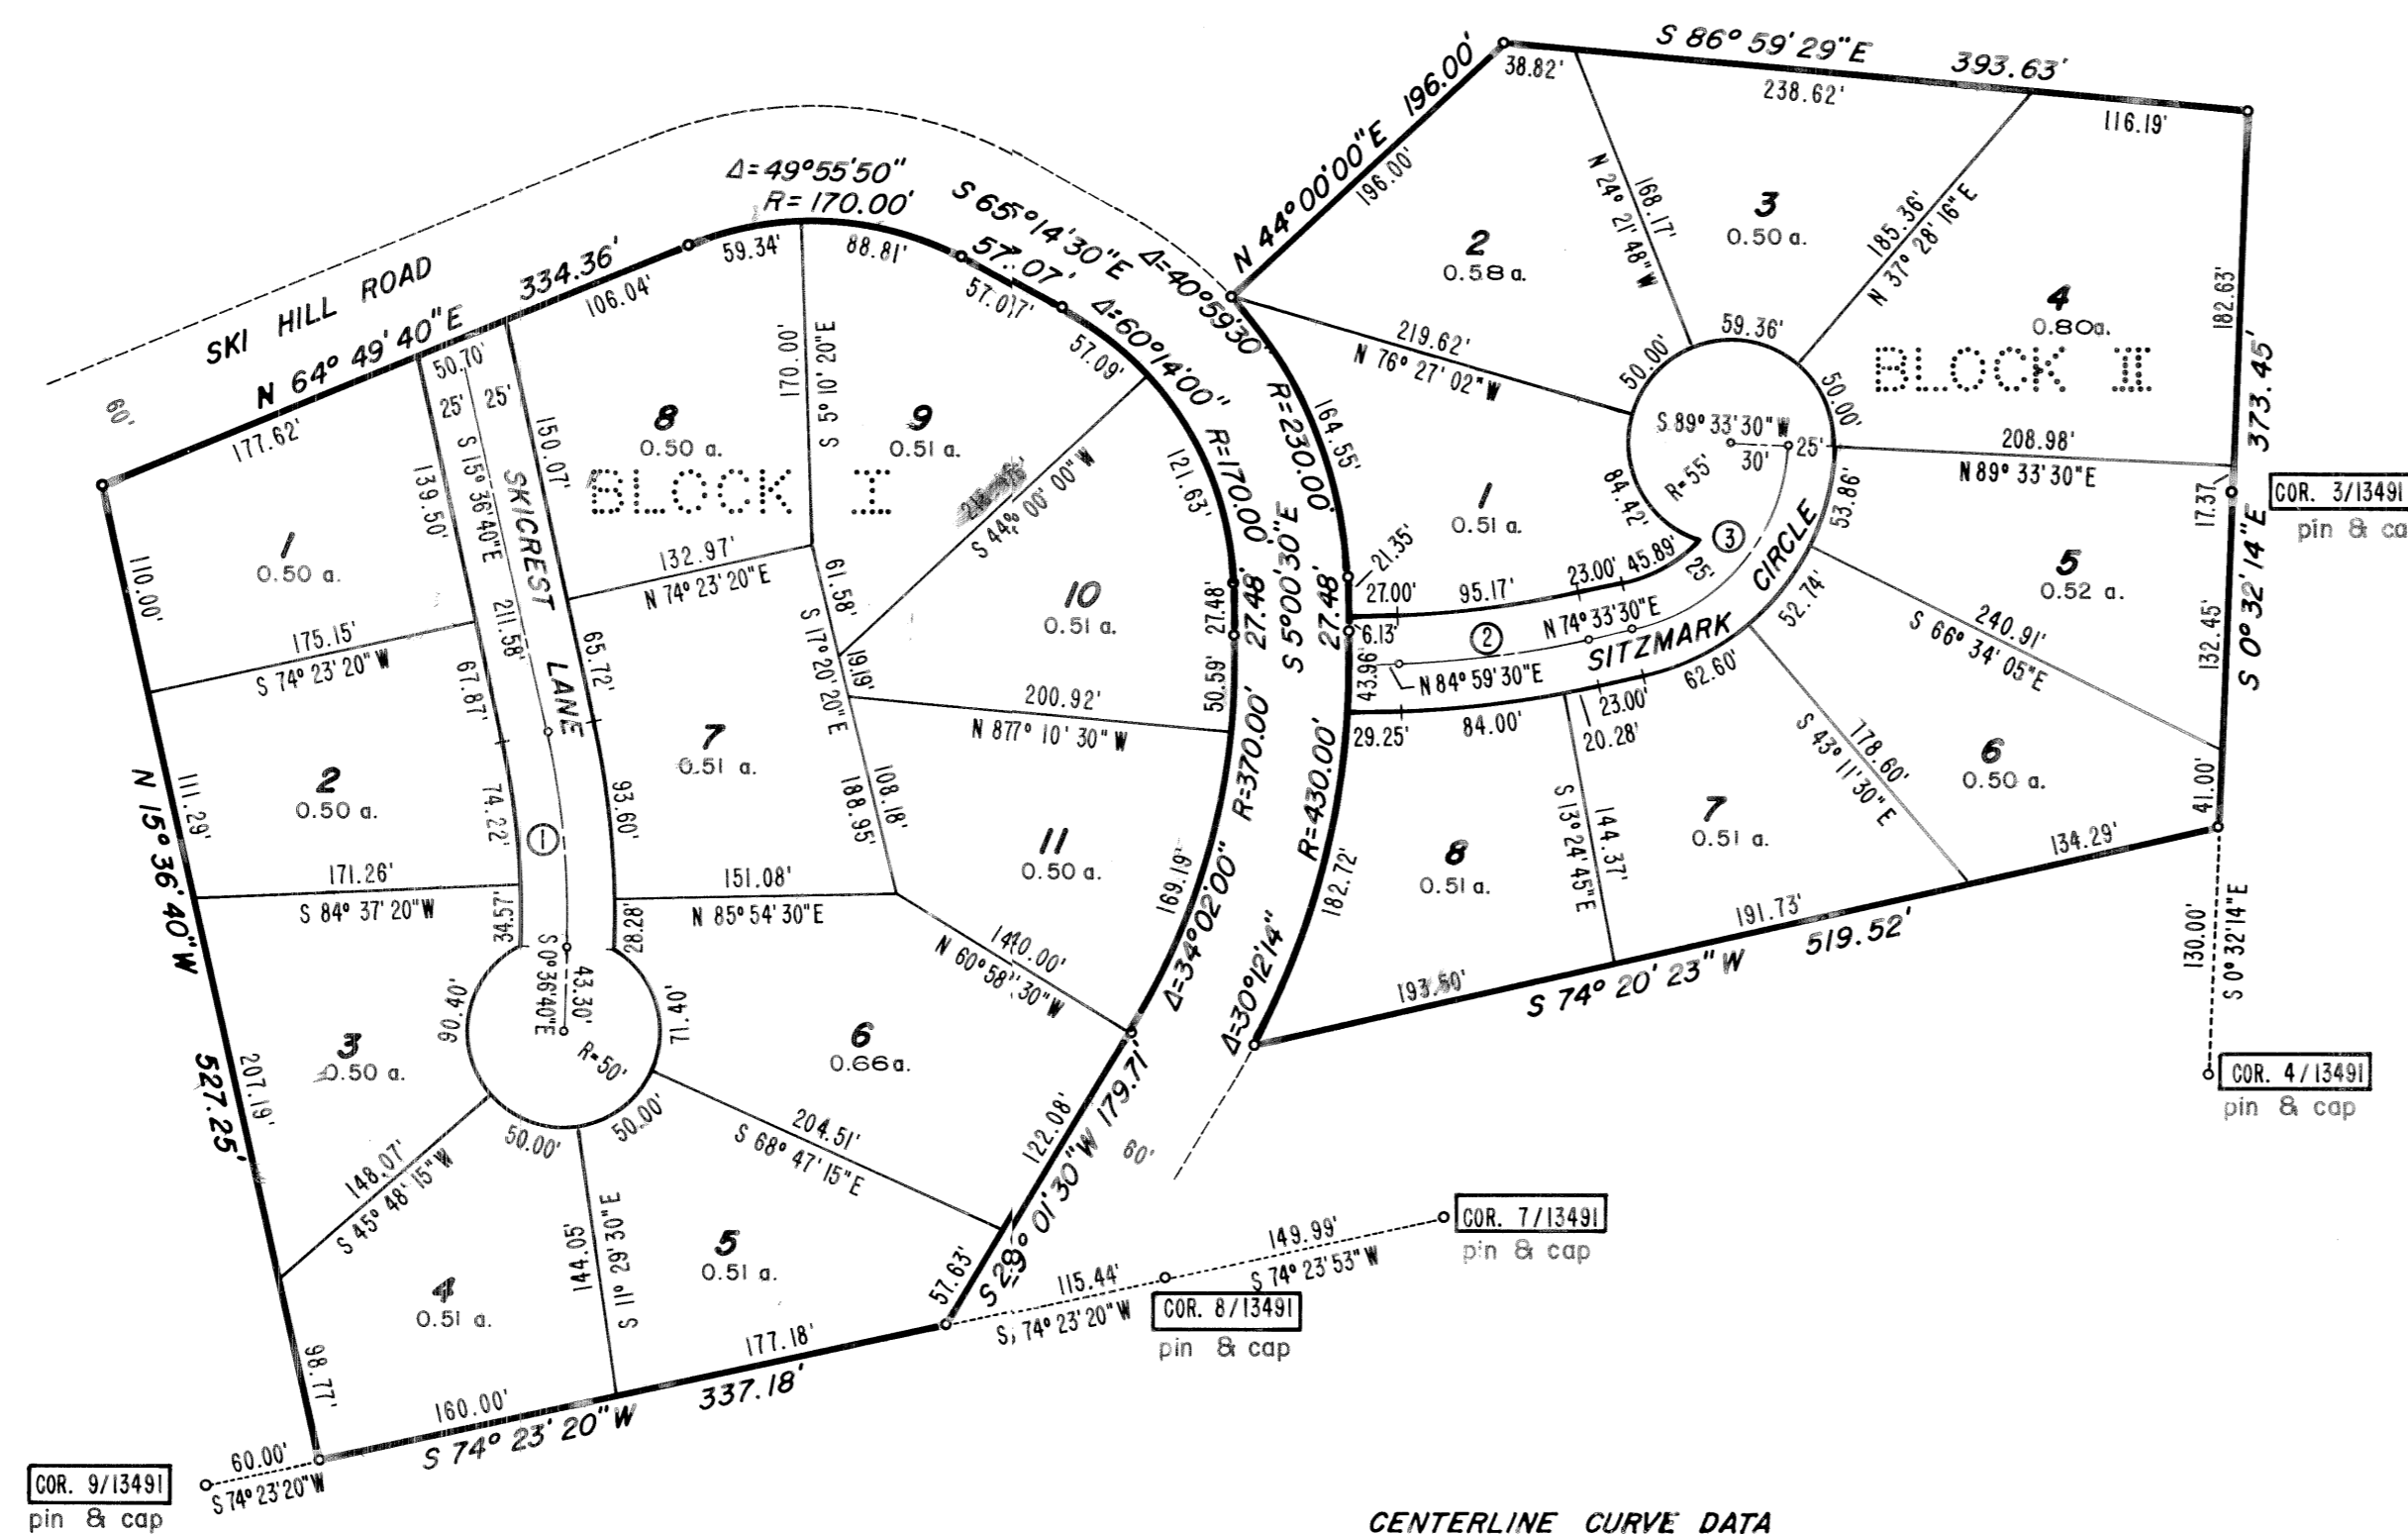 S 86° 59' 29" E 393.63'
38.82'
238.62'
116.19'
N 44° 00' 00" E 196.00'
196.00'
Δ=49° 55' 50"
R=170.00'
59.34'
88.81'
S 65° 14' 30" E
57.07'
57.07'
Δ=40° 59' 30"
R=230.00'
164.55'
Δ=60° 14' 00"
R=170.00'
57.09'
121.63'
SKI HILL ROAD
N 64° 49' 40" E 334.36'
60'
177.62'
50.70'
106.04'
25' 25'
BLOCK I
1
0.50 a.
110.00'
139.50'
175.15'
S 74° 23' 20" W
S 15° 36' 40" E
211.58'
SKICREST LANE
150.07'
65.72'
67.87'
93.60'
74.22'
8
0.50 a.
170.00'
S 5° 10' 20" E
132.97'
N 74° 23' 20" E
9
0.51 a.
S 44° 00' 00" W
61.58'
S 17° 20' 20" E
19.19'
108.18'
188.95'
10
0.51 a.
200.92'
27.48'
27.48'
27.48'
S 5° 00' 30" E
50.59'
R=370.00'
R=430.00'
169.19'
Δ=34° 02' 00"
182.72'
Δ=30° 12' 14"
11
0.50 a.
N 60° 58' 30" W
2
0.50 a.
111.29'
N 15° 36' 40" W
527.25'
171.26'
S 84° 37' 20" W
1
7
0.51 a.
151.08'
N 85° 54' 30" E
34.57'
28.28'
S 0° 36' 40" E
43.30'
R=50'
90.40'
71.40'
50.00'
50.00'
3
0.50 a.
207.19'
148.07'
S 45° 48' 15" W
6
0.66 a.
204.51'
S 68° 47' 15" E
122.08'
57.63'
01' 30" W 179.71'
60'
4
0.51 a.
98.77'
144.05'
S 11° 29' 30" E
5
0.51 a.
160.00'
177.18'
S 74° 23' 20" W 337.18'
60.00'
S 74° 23' 20" W
COR. 9/13491
pin & cap
115.44'
S, 74° 23' 20" W
COR. 8/13491
pin & cap
149.99'
S 74° 23' 53" W
COR. 7/13491
pin & cap
BLOCK II
2
0.58 a.
N 24° 21' 48" W
168.17'
219.62'
N 76° 27' 02" W
3
0.50 a.
185.36'
N 37° 28' 16" E
4
0.80 a.
182.63'
S 0° 32' 14" E 373.45'
59.36'
50.00'
50.00'
S 89° 33' 30" W
30'
25'
R=55'
84.42'
208.98'
N 89° 33' 30" E
17.37
COR. 3/13491
pin & ca
1
0.51 a.
21.35'
27.00'
95.17'
23.00'
45.89'
25'
3
53.86'
52.74'
6.13'
43.96'
2
N 74° 33' 30" E
N 84° 59' 30" E
SITZMARK CIRCLE
62.60'
29.25'
84.00'
20.28'
23.00'
5
0.52 a.
132.45'
240.91'
S 66° 34' 05" E
6
0.50 a.
41.00'
178.60'
S 43° 11' 30" E
7
0.51 a.
144.37'
S 13° 24' 45" E
8
0.51 a.
191.73'
134.29'
S 74° 20' 23" W 519.52'
130.00'
S 0° 32' 14" E
COR. 4/13491
pin & cap
CENTERLINE CURVE DATA